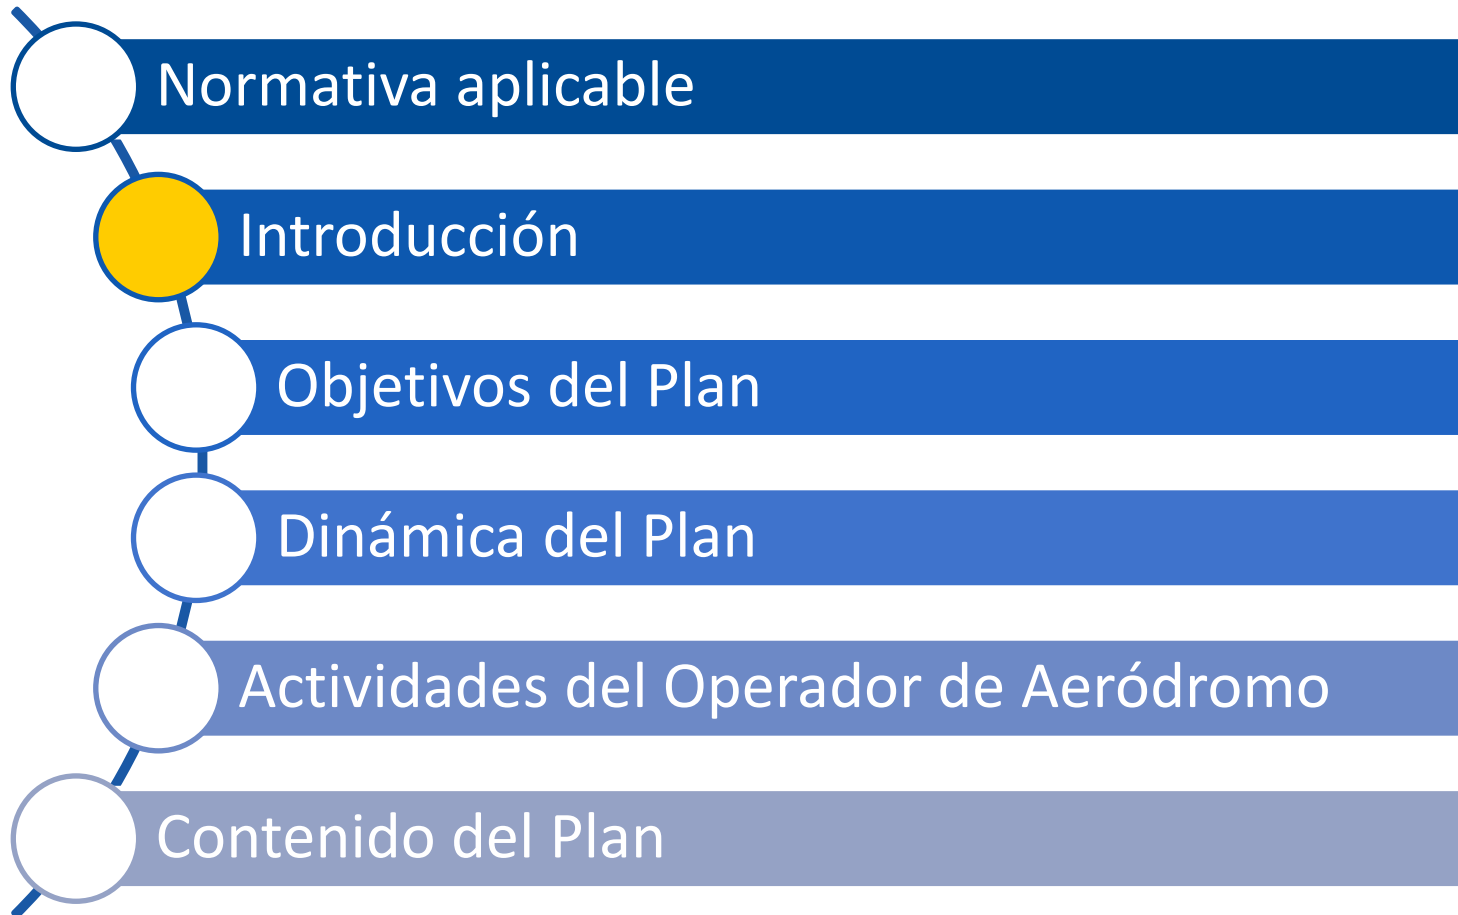 Normativa aplicable
Introducción
Objetivos del Plan
Dinámica del Plan
Actividades del Operador de Aeródromo
Contenido del Plan